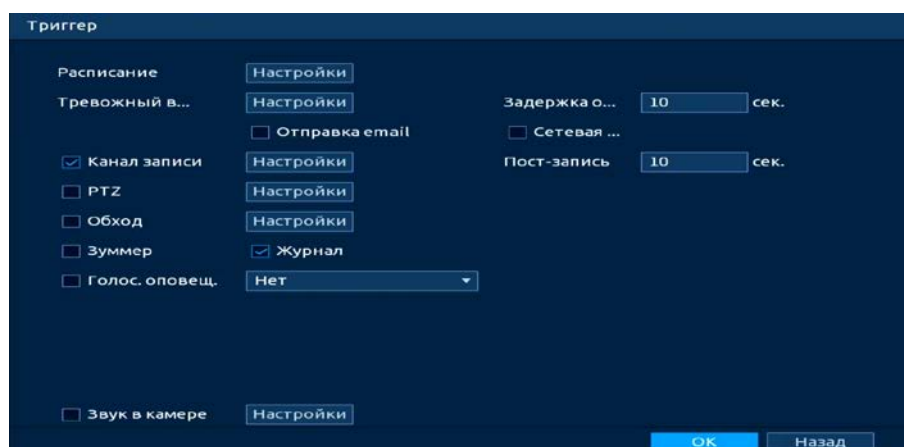 Триггер
Расписание Настройки
Тревожный в... Настройки Задержка о... 10 сек.
Отправка email Сетевая ...
Канал записи Настройки Пост-запись 10 сек.
PTZ Настройки
Обход Настройки
Зуммер Журнал
Голос. оповещ. Нет
Звук в камере Настройки
ОК Назад